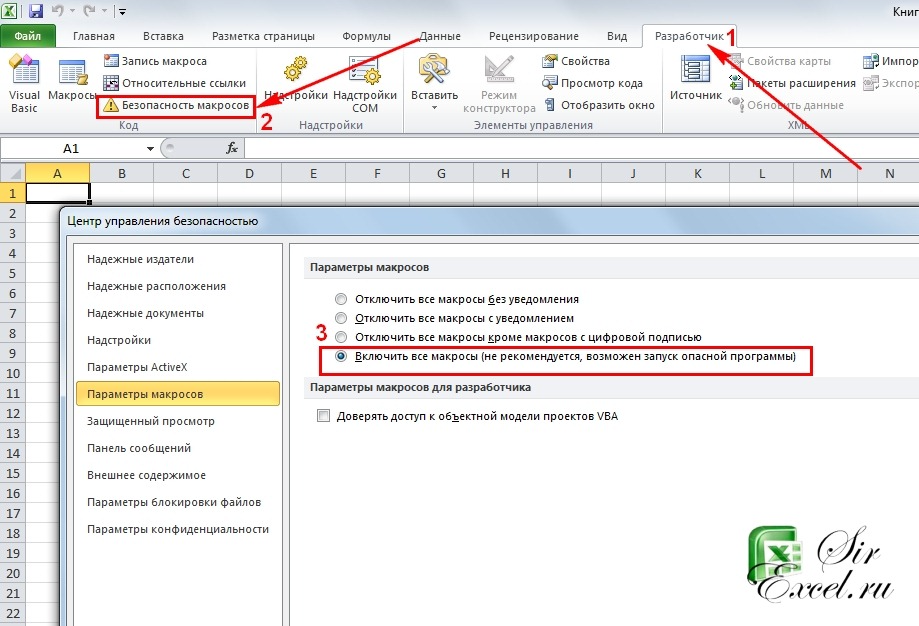 Книг
Файл Главная Вставка Разметка страницы Формулы Данные Рецензирование Вид Разработчик 1
Visual Basic
Макросы
Запись макроса
Относительные ссылки
Безопасность макросов
2
Код
Надстройки
Надстройки COM
Надстройки
Вставить
Режим конструктора
Свойства
Просмотр кода
Отобразить окно
Элементы управления
Источник
Свойства карты
Пакеты расширения
Обновить данные
Импор
Экспор
XML
A1 fx
A B C D E F G H I J K L M N
1
2
3
4
5
6
7
8
9
10
11
12
13
14
15
16
17
18
19
20
21
22
Центр управления безопасностью
Надежные издатели
Надежные расположения
Надежные документы
Надстройки
Параметры ActiveX
Параметры макросов
Защищенный просмотр
Панель сообщений
Внешнее содержимое
Параметры блокировки файлов
Параметры конфиденциальности
Параметры макросов
Отключить все макросы без уведомления
Отключить все макросы с уведомлением
3
Отключить все макросы кроме макросов с цифровой подписью
Включить все макросы (не рекомендуется, возможен запуск опасной программы)
Параметры макросов для разработчика
Доверять доступ к объектной модели проектов VBA
Sir
Excel.ru